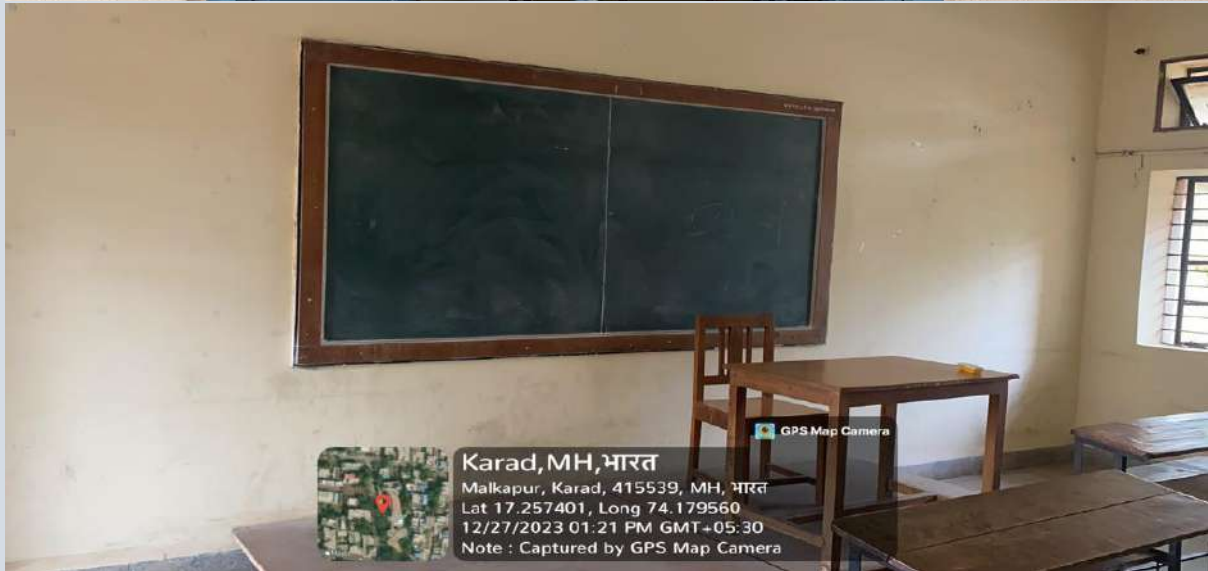 GPS Map Camera
Karad,MH,भारत
Malkapur, Karad, 415539, MH, भारत
Lat 17.257401, Long 74.179560
12/27/2023 01:21 PM GMT+05:30
Note : Captured by GPS Map Camera